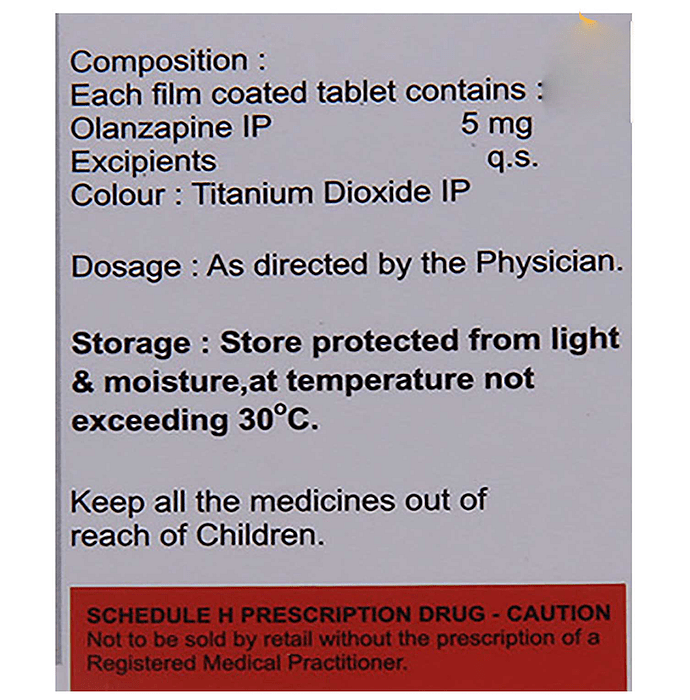 Composition :
Each film coated tablet contains :
Olanzapine IP 5 mg
Excipients q.s.
Colour : Titanium Dioxide IP
Dosage : As directed by the Physician.
Storage : Store protected from light
& moisture,at temperature not
exceeding 30°C.
Keep all the medicines out of
reach of Children.
SCHEDULE H PRESCRIPTION DRUG - CAUTION
Not to be sold by retail without the prescription of a
Registered Medical Practitioner.